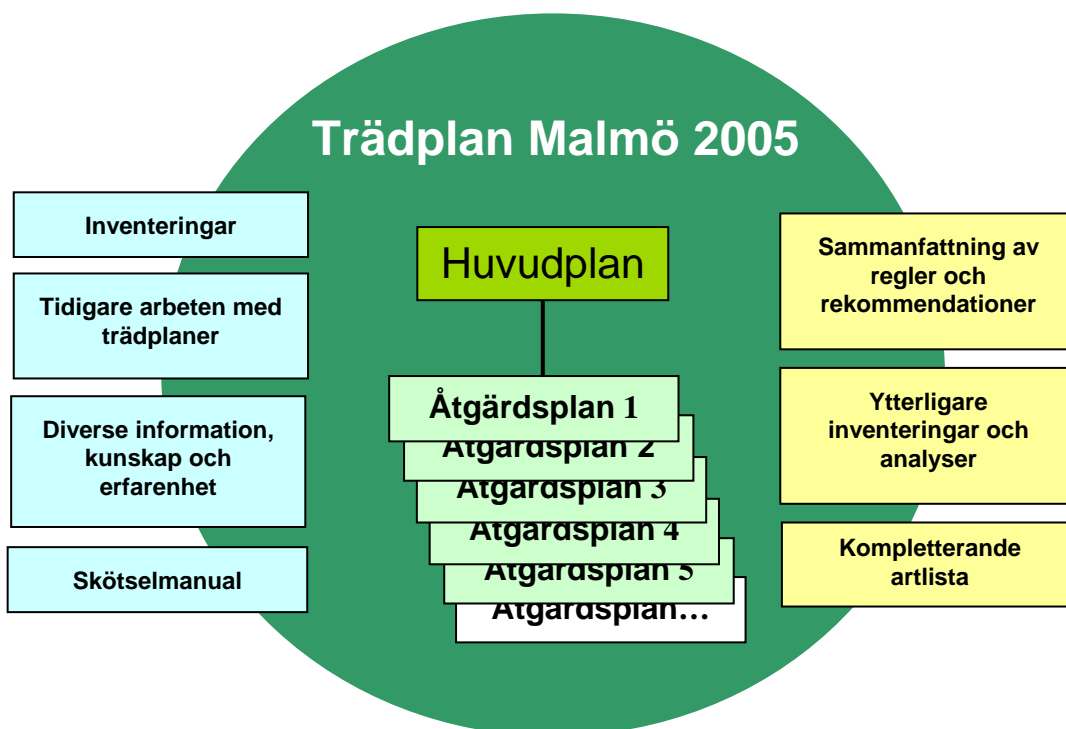 Trädplan Malmö 2005
Inventeringar
Tidigare arbeten med
trädplaner
Diverse information,
kunskap och
erfarenhet
Skötselmanual
Huvudplan
Åtgärdsplan 1
Åtgärdsplan 2
Åtgärdsplan 3
Åtgärdsplan 4
Åtgärdsplan 5
Åtgärdsplan…
Sammanfattning av
regler och
rekommendationer
Ytterligare
inventeringar och
analyser
Kompletterande
artlista